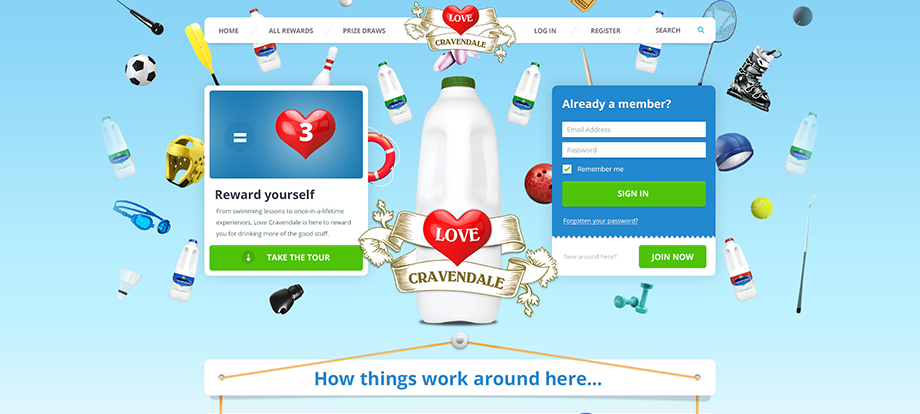 HOME
ALL REWARDS
PRIZE DRAWS
LOVE
CRAVENDALE
LOG IN
REGISTER
SEARCH
= 3
Reward yourself
From swimming lessons to once-in-a-lifetime
experiences, Love Cravendale is here to reward
you for drinking more of the good stuff.
TAKE THE TOUR
LOVE
CRAVENDALE
Already a member?
Email Address
Password
Remember me
SIGN IN
Forgotten your password?
New around here?
JOIN NOW
How things work around here...